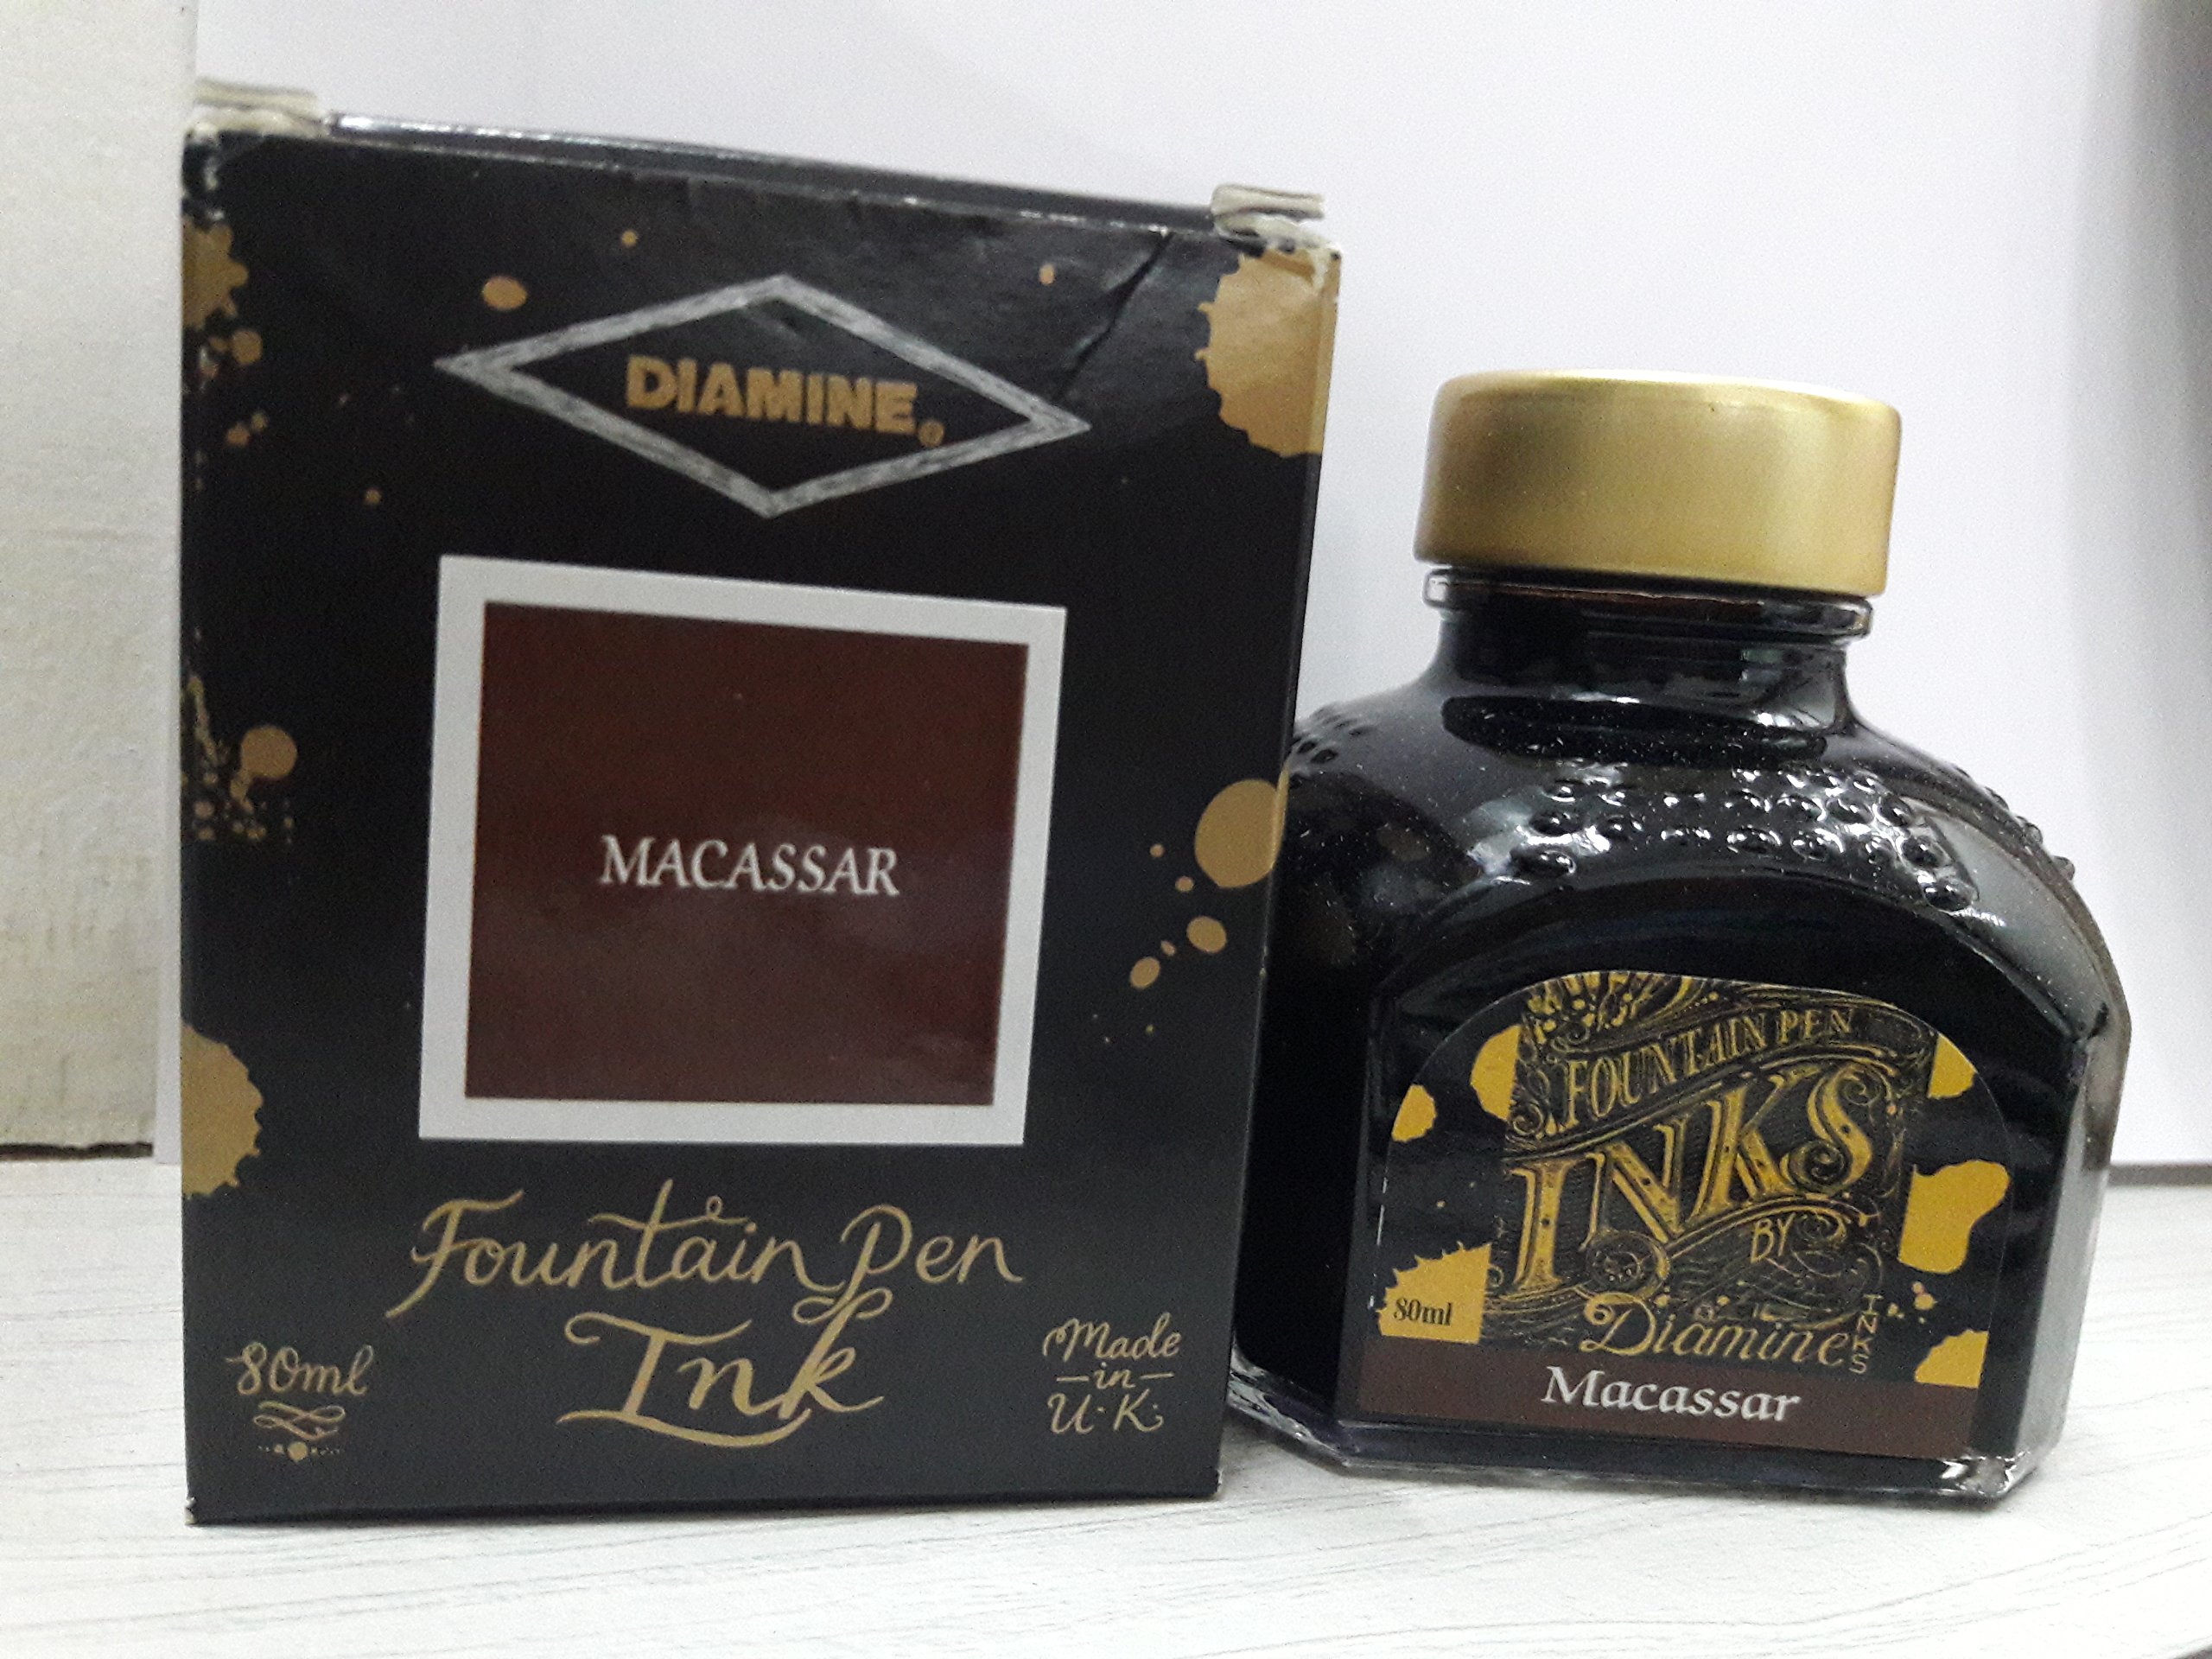 DIAMINE®
MACASSAR
Fountain Pen
Ink
80ml
Made
in
U.K.
FOUNTAIN PEN
INKS
BY
Diamine
INKS
80ml
Macassar